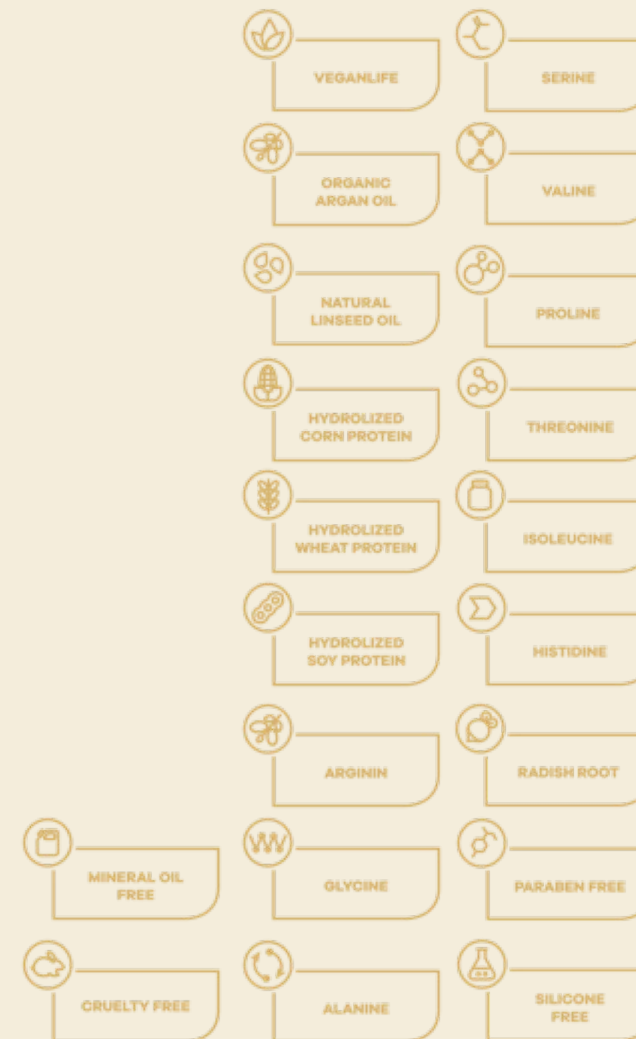 VEGANLIFE
SERINE
ORGANIC
ARGAN OIL
VALINE
NATURAL
LINSEED OIL
PROLINE
HYDROLIZED
CORN PROTEIN
THREONINE
HYDROLIZED
WHEAT PROTEIN
ISOLEUCINE
HYDROLIZED
SOY PROTEIN
HISTIDINE
ARGININ
RADISH ROOT
MINERAL OIL
FREE
GLYCINE
PARABEN FREE
CRUELTY FREE
ALANINE
SILICONE
FREE